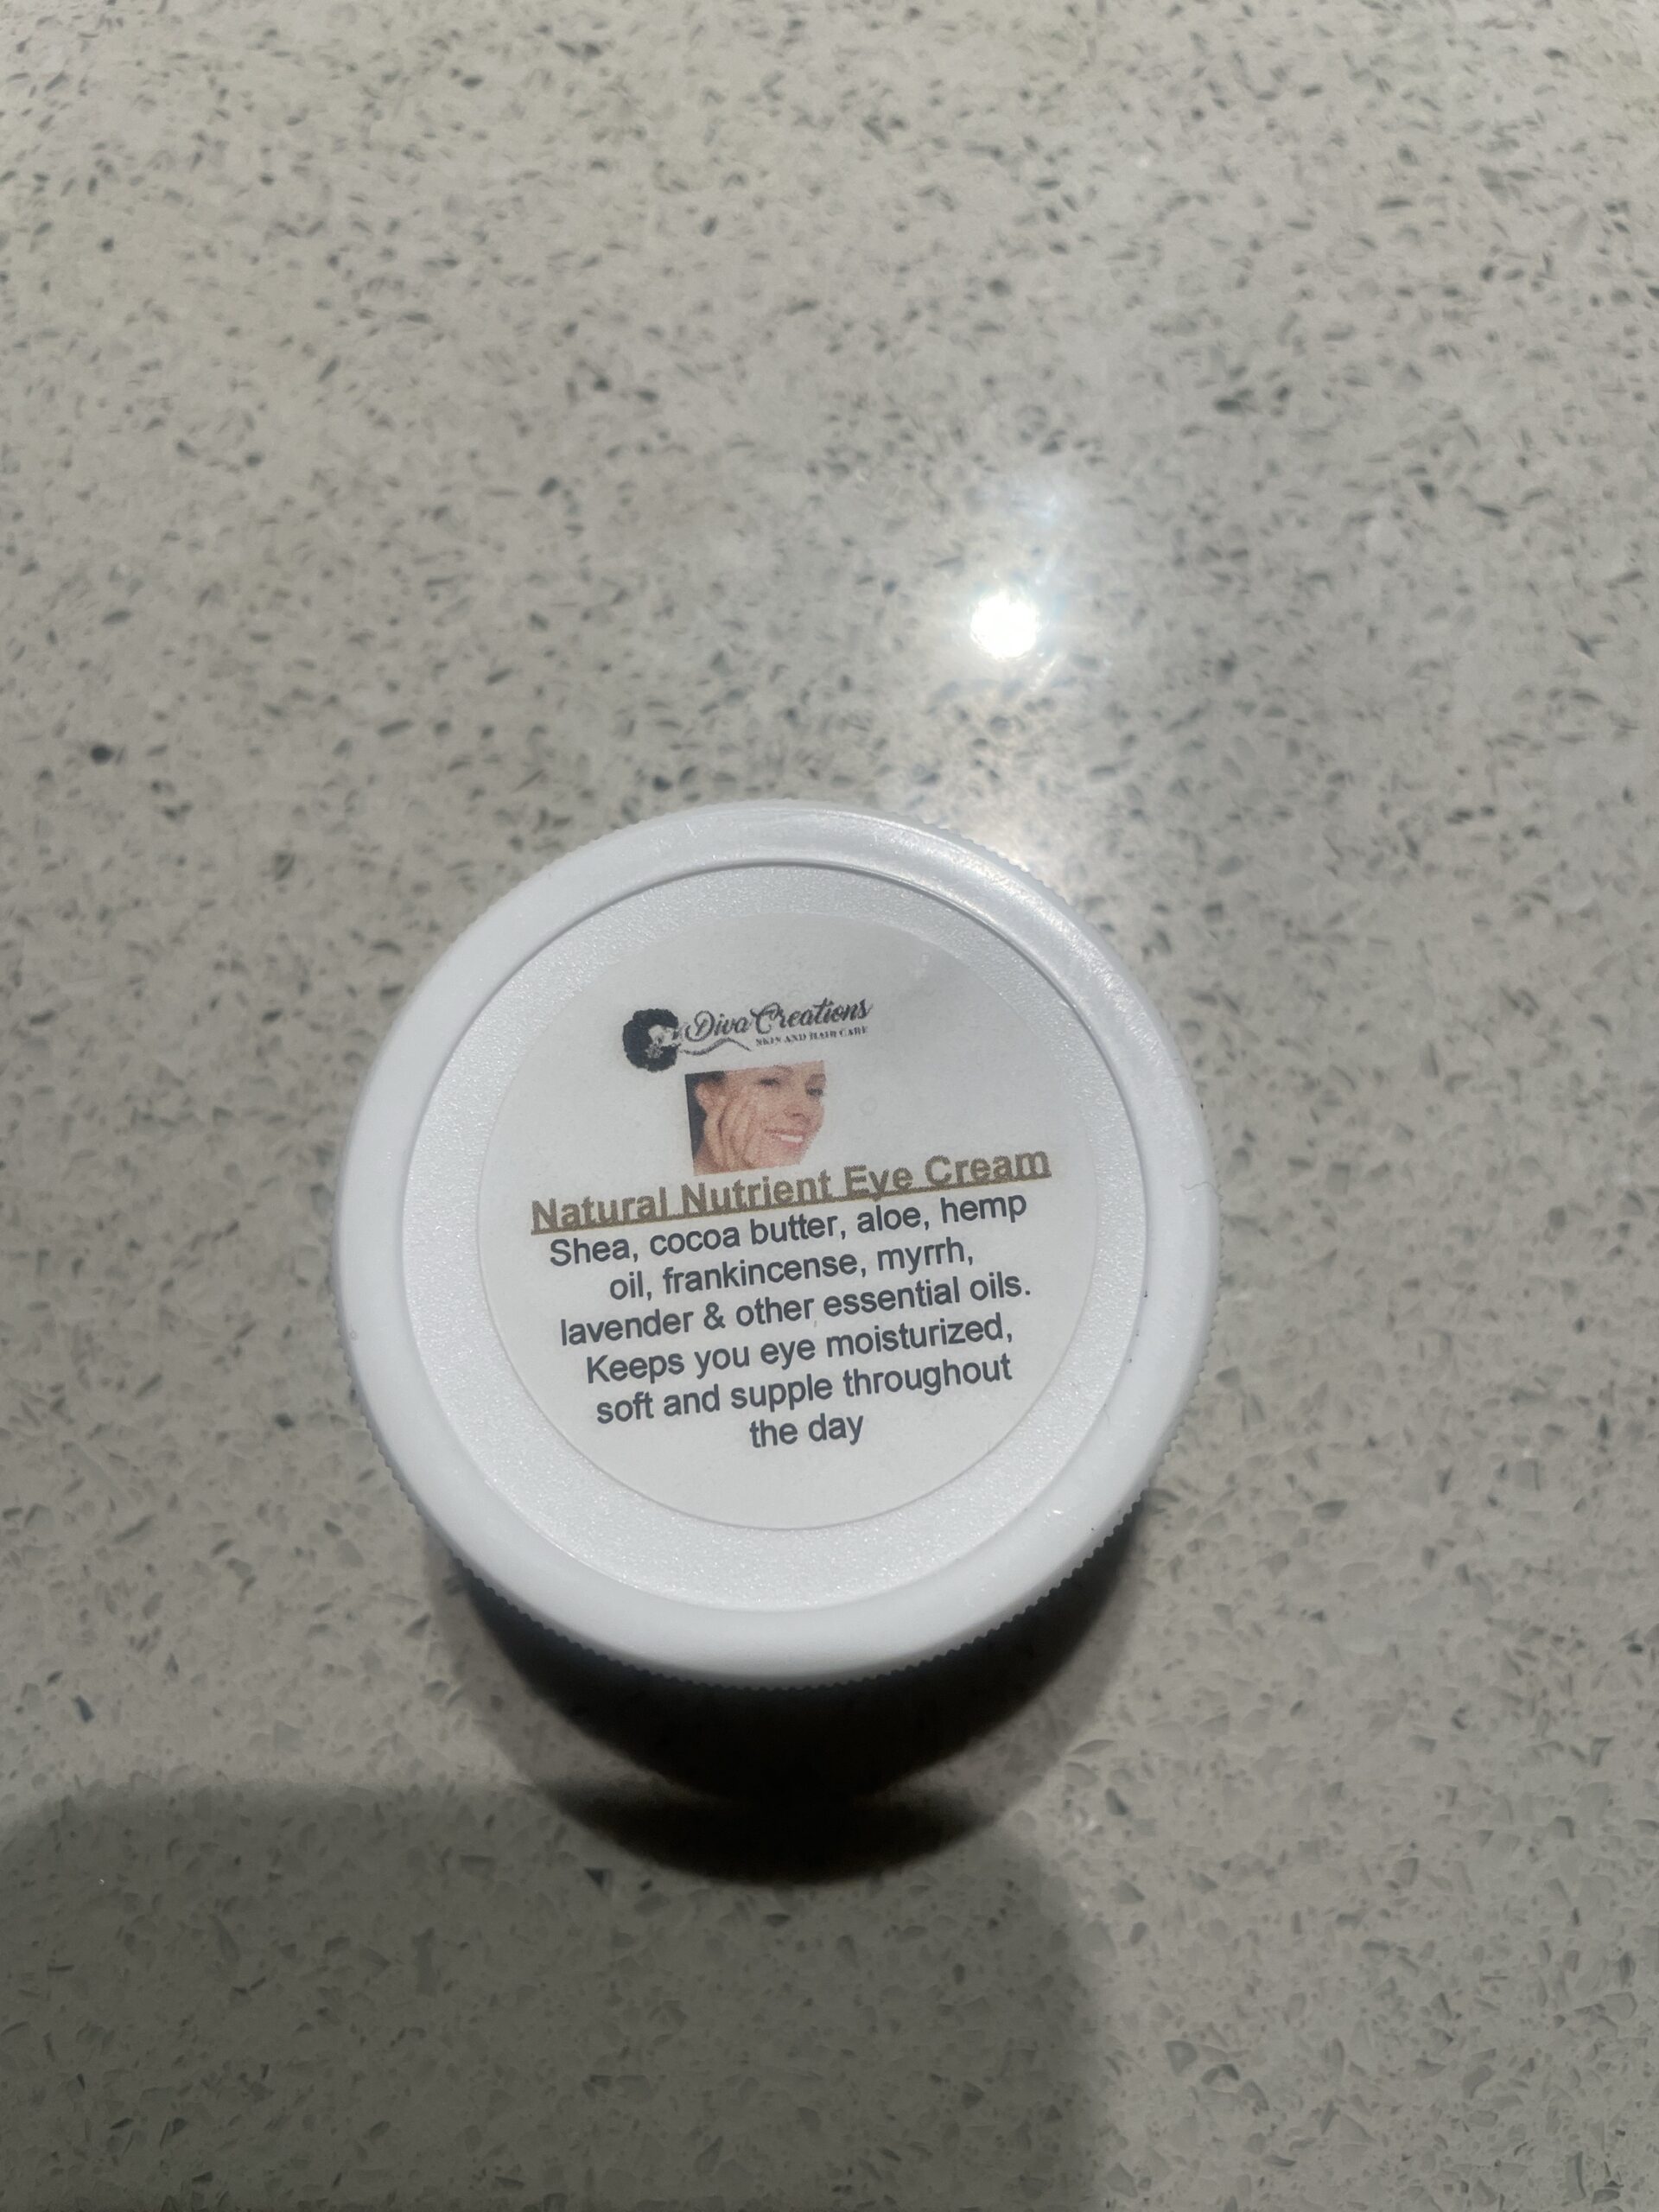 Diva Creations
SKIN AND HAIR CARE
Natural Nutrient Eye Cream
Shea, cocoa butter, aloe, hemp
oil, frankincense, myrrh,
lavender & other essential oils.
Keeps you eye moisturized,
soft and supple throughout
the day